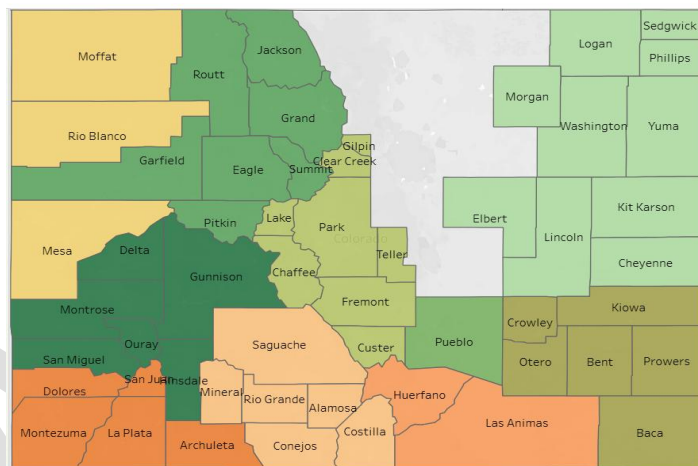 Sedgwick
Logan
Jackson
Moffat
Phillips
Routt
Morgan
Grand
Washington
Yuma
Rio Blanco
Gilpin
Clear Creek
Garfield
Eagle
Summit
Kit Karson
Lake
Park
Elbert
Pitkin
Lincoln
Colorado
Mesa
Delta
Teller
Cheyenne
Gunnison
Chaffee
Fremont
Montrose
Kiowa
Crowley
Ouray
Saguache
Custer
Pueblo
San Miguel
Otero
Bent
Prowers
San Juan
Hinsdale
Dolores
Mineral
Rio Grande
Alamosa
Huerfano
Las Animas
Montezuma
La Plata
Costilla
Baca
Archuleta
Conejos